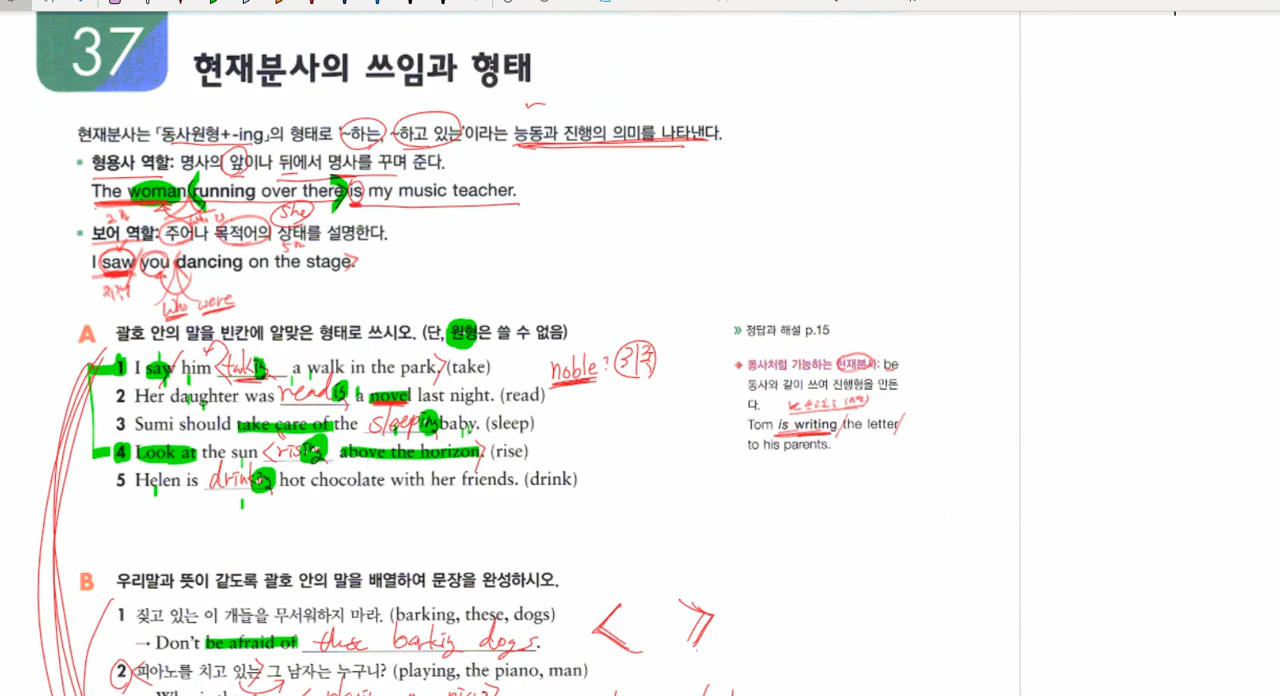 37
현재분사의 쓰임과 형태
현재분사는 「동사원형+-ing」의 형태로 '~하는, ~하고 있는'이라는 능동과 진행의 의미를 나타낸다.
▪ 형용사 역할: 명사의 앞이나 뒤에서 명사를 꾸며 준다.
The woman running over there is my music teacher.
she
▪ 보어 역할: 주어나 목적어의 상태를 설명한다.
I saw you dancing on the stage.
who were
A 괄호 안의 말을 빈칸에 알맞은 형태로 쓰시오. (단, 원형은 쓸 수 없음)
» 정답과 해설 p.15
1 I saw him taking a walk in the park. (take)
noble:
2 Her daughter was reading a novel last night. (read)
3 Sumi should take care of the sleeping baby. (sleep)
4 Look at the sun rising above the horizon. (rise)
5 Helen is drinking hot chocolate with her friends. (drink)
◆ 동사처럼 가능하는 현재분사: be
동사와 같이 쓰여 진행형을 만든
다.
Tom is writing the letter
to his parents.
B 우리말과 뜻이 같도록 괄호 안의 말을 배열하여 문장을 완성하시오.
1 짖고 있는 이 개들을 무서워하지 마라. (barking, these, dogs)
→ Don't be afraid of these barking dogs.
2 피아노를 치고 있는 그 남자는 누구니? (playing, the piano, man)